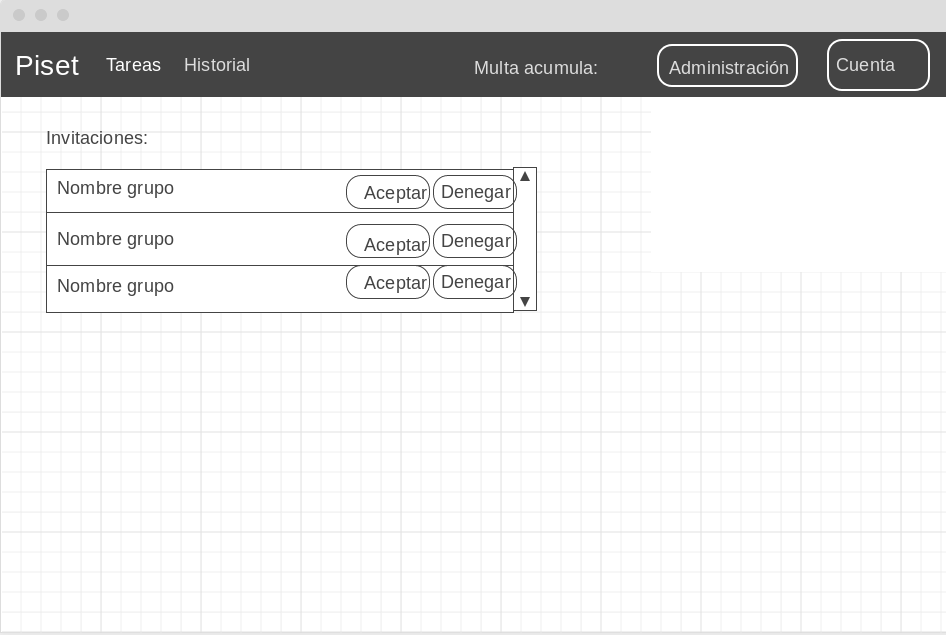 Piset Tareas Historial Multa acumula: Administración Cuenta
Invitaciones:
Nombre grupo Aceptar Denegar
Nombre grupo Aceptar Denegar
Nombre grupo Aceptar Denegar